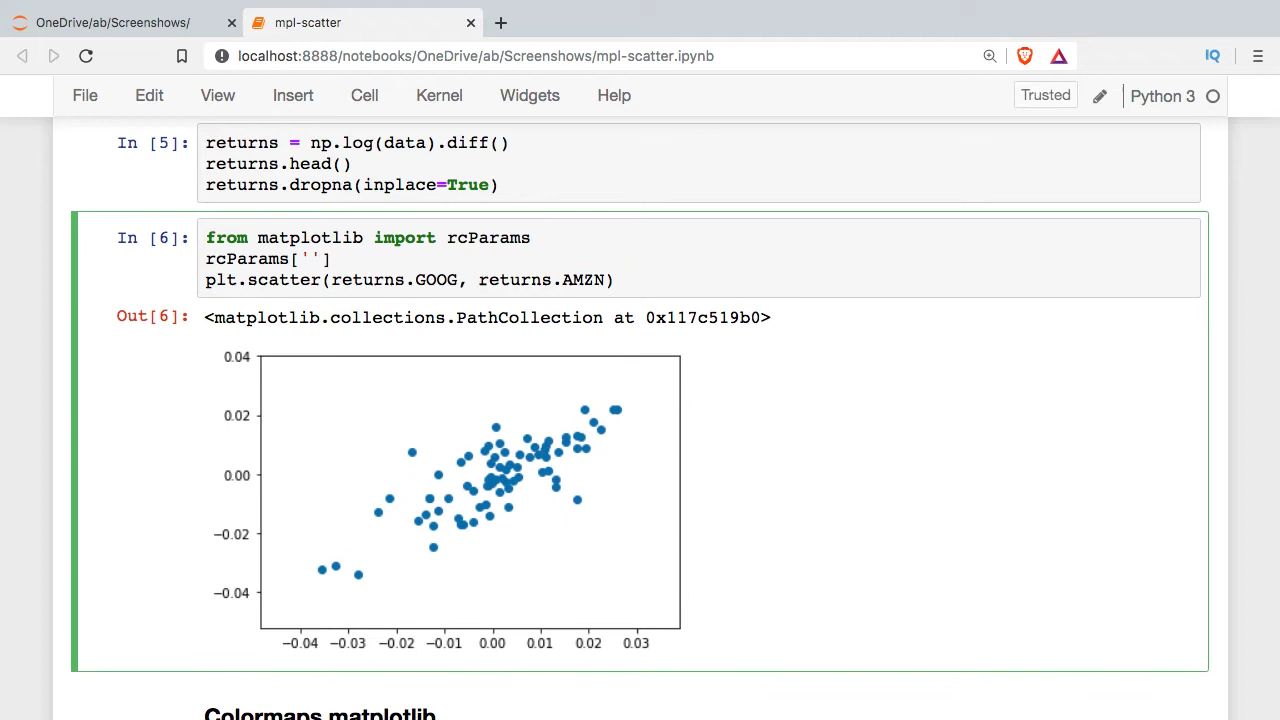 OneDrive/ab/Screenshows/
mpl-scatter
localhost:8888/notebooks/OneDrive/ab/Screenshows/mpl-scatter.ipynb
IQ
File Edit View Insert Cell Kernel Widgets Help Trusted Python 3
In [5]: returns = np.log(data).diff()
returns.head()
returns.dropna(inplace=True)
In [6]: from matplotlib import rcParams
rcParams['']
plt.scatter(returns.GOOG, returns.AMZN)
Out[6]: <matplotlib.collections.PathCollection at 0x117c519b0>
0.04
0.02
0.00
−0.02
−0.04
−0.04 −0.03 −0.02 −0.01 0.00 0.01 0.02 0.03
Colormaps matplotlib